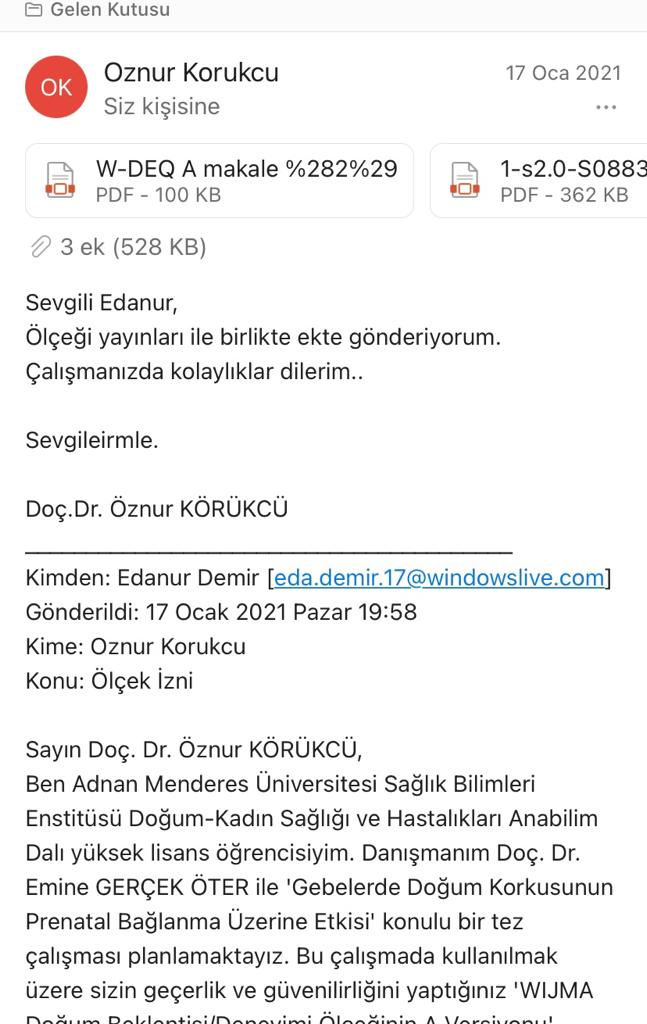 Gelen Kutusu
OK
Oznur Korukcu
17 Oca 2021
Siz kişisine
W-DEQ A makale %282%29
PDF - 100 KB
1-s2.0-S0883
PDF - 362 KB
3 ek (528 KB)
Sevgili Edanur,
Ölçeği yayınları ile birlikte ekte gönderiyorum.
Çalışmanızda kolaylıklar dilerim..
Sevgileirmle.
Doç.Dr. Öznur KÖRÜKCÜ
________________________________________
Kimden: Edanur Demir [eda.demir.17@windowslive.com]
Gönderildi: 17 Ocak 2021 Pazar 19:58
Kime: Oznur Korukcu
Konu: Ölçek İzni
Sayın Doç. Dr. Öznur KÖRÜKCÜ,
Ben Adnan Menderes Üniversitesi Sağlık Bilimleri
Enstitüsü Doğum-Kadın Sağlığı ve Hastalıkları Anabilim
Dalı yüksek lisans öğrencisiyim. Danışmanım Doç. Dr.
Emine GERÇEK ÖTER ile 'Gebelerde Doğum Korkusunun
Prenatal Bağlanma Üzerine Etkisi' konulu bir tez
çalışması planlamaktayız. Bu çalışmada kullanılmak
üzere sizin geçerlik ve güvenilirliğini yaptığınız 'WIJMA
Doğum Beklentisi/Deneyimi Ölçeğinin A Versiyonu'